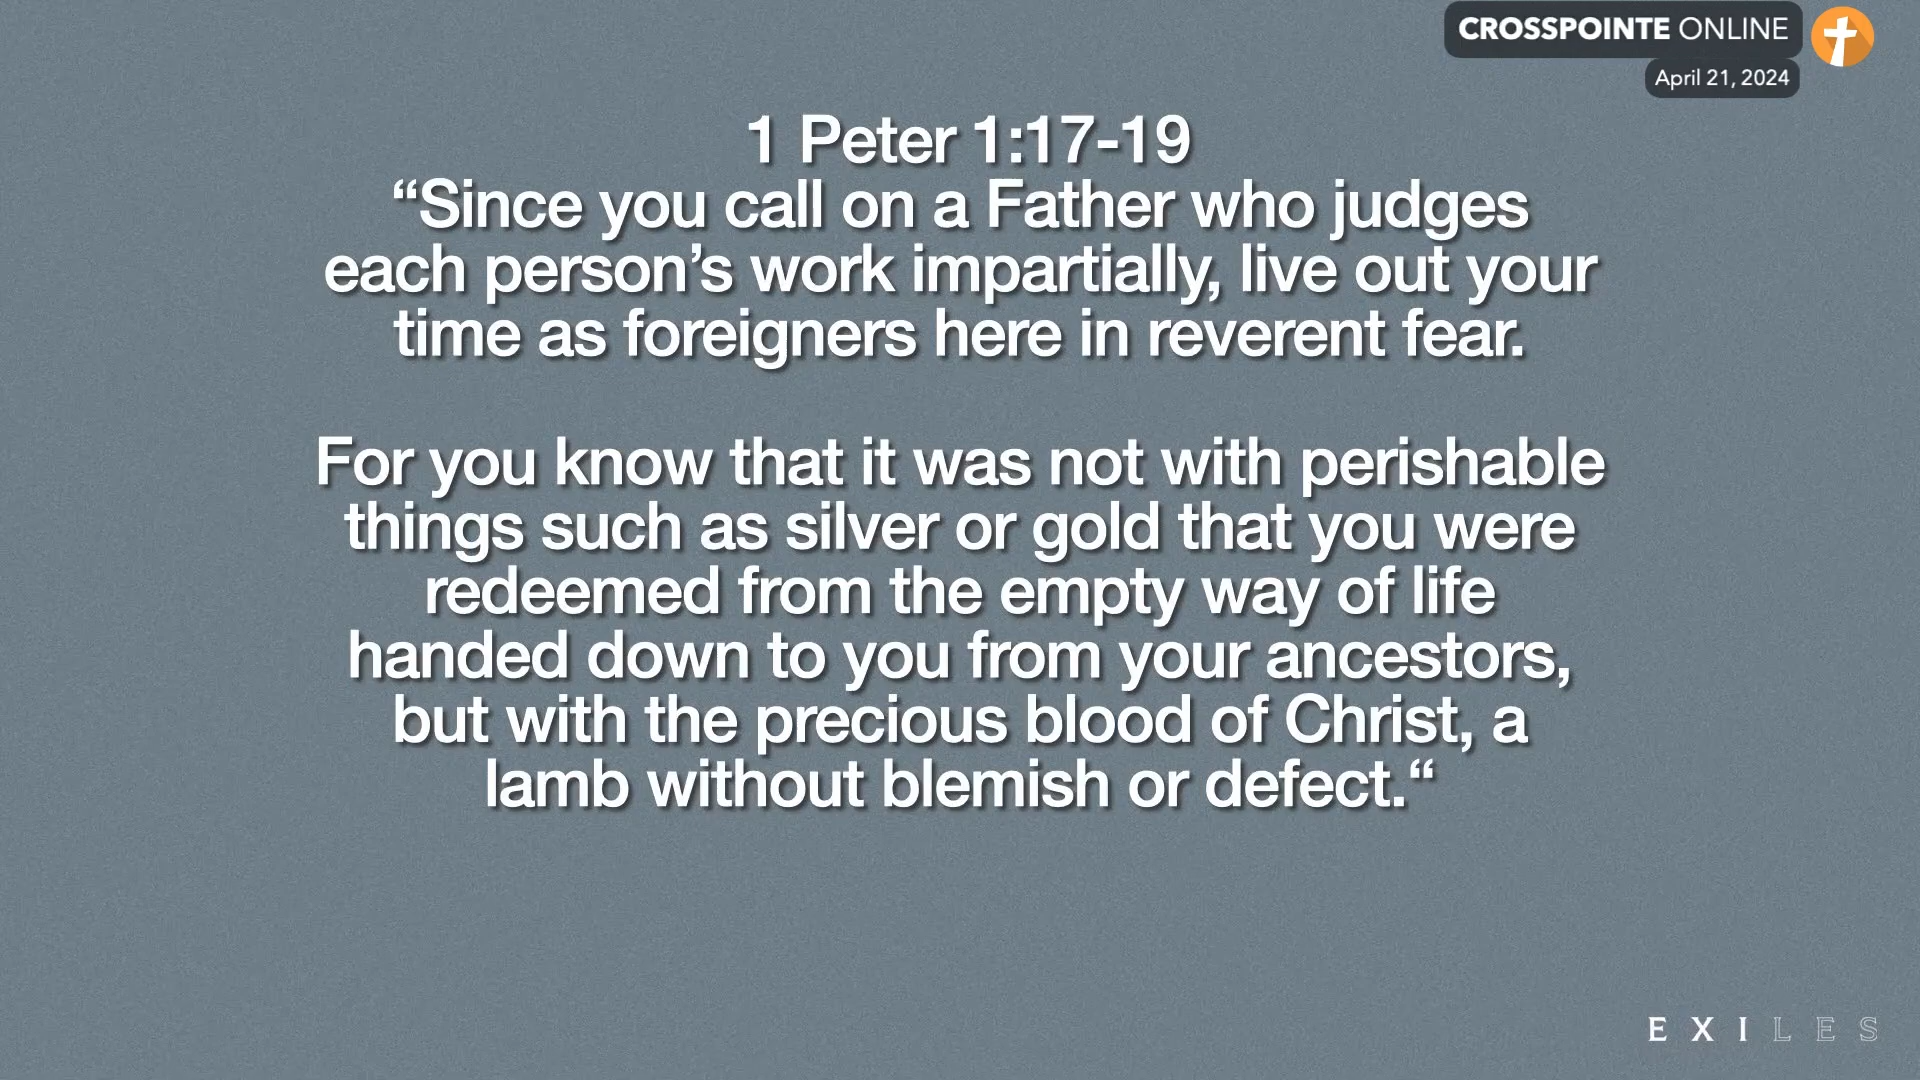 CROSSPOINTE ONLINE
April 21, 2024
1 Peter 1:17-19
“Since you call on a Father who judges
each person’s work impartially, live out your
time as foreigners here in reverent fear.
For you know that it was not with perishable
things such as silver or gold that you were
redeemed from the empty way of life
handed down to you from your ancestors,
but with the precious blood of Christ, a
lamb without blemish or defect.“
EXILES